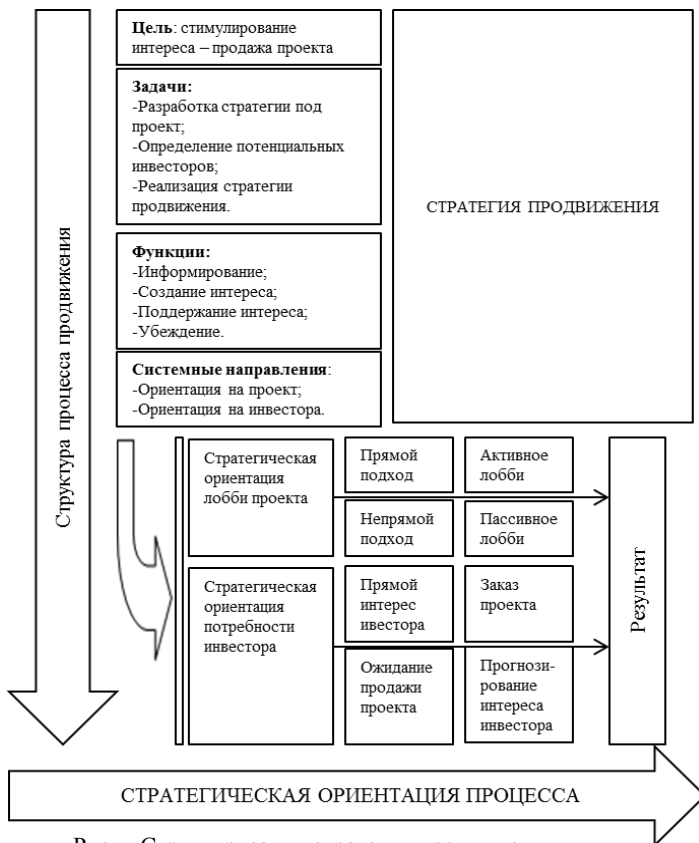 Цель: стимулирование
интереса – продажа проекта
Задачи:
-Разработка стратегии под
проект;
-Определение потенциальных
инвесторов;
-Реализация стратегии
продвижения.
Функции:
-Информирование;
-Создание интереса;
-Поддержание интереса;
-Убеждение.
Системные направления:
-Ориентация на проект;
-Ориентация на инвестора.
СТРАТЕГИЯ ПРОДВИЖЕНИЯ
Структура процесса продвижения
Стратегическая
ориентация
лобби проекта
Прямой
подход
Активное
лобби
Непрямой
подход
Пассивное
лобби
Стратегическая
ориентация
потребности
инвестора
Прямой
интерес
ивестора
Заказ
проекта
Ожидание
продажи
проекта
Прогнози-
рование
интереса
инвестора
Результат
СТРАТЕГИЧЕСКАЯ ОРИЕНТАЦИЯ ПРОЦЕССА